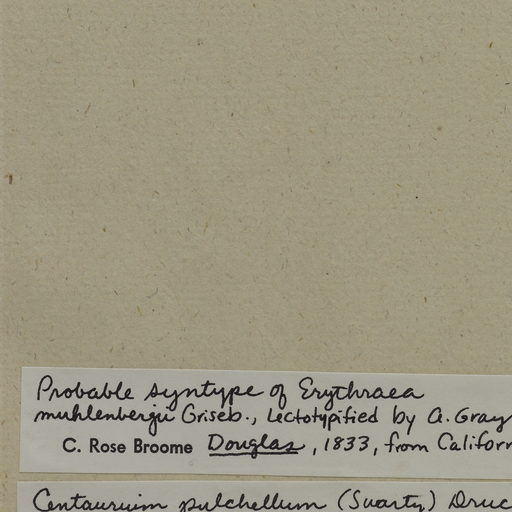 Probable syntype of Erythraea
muhlenbergii Griseb., Lectotypified by A. Gray
C. Rose Broome Douglas, 1833, from Californ
Centaurium pulchellum (Swartz) Druc